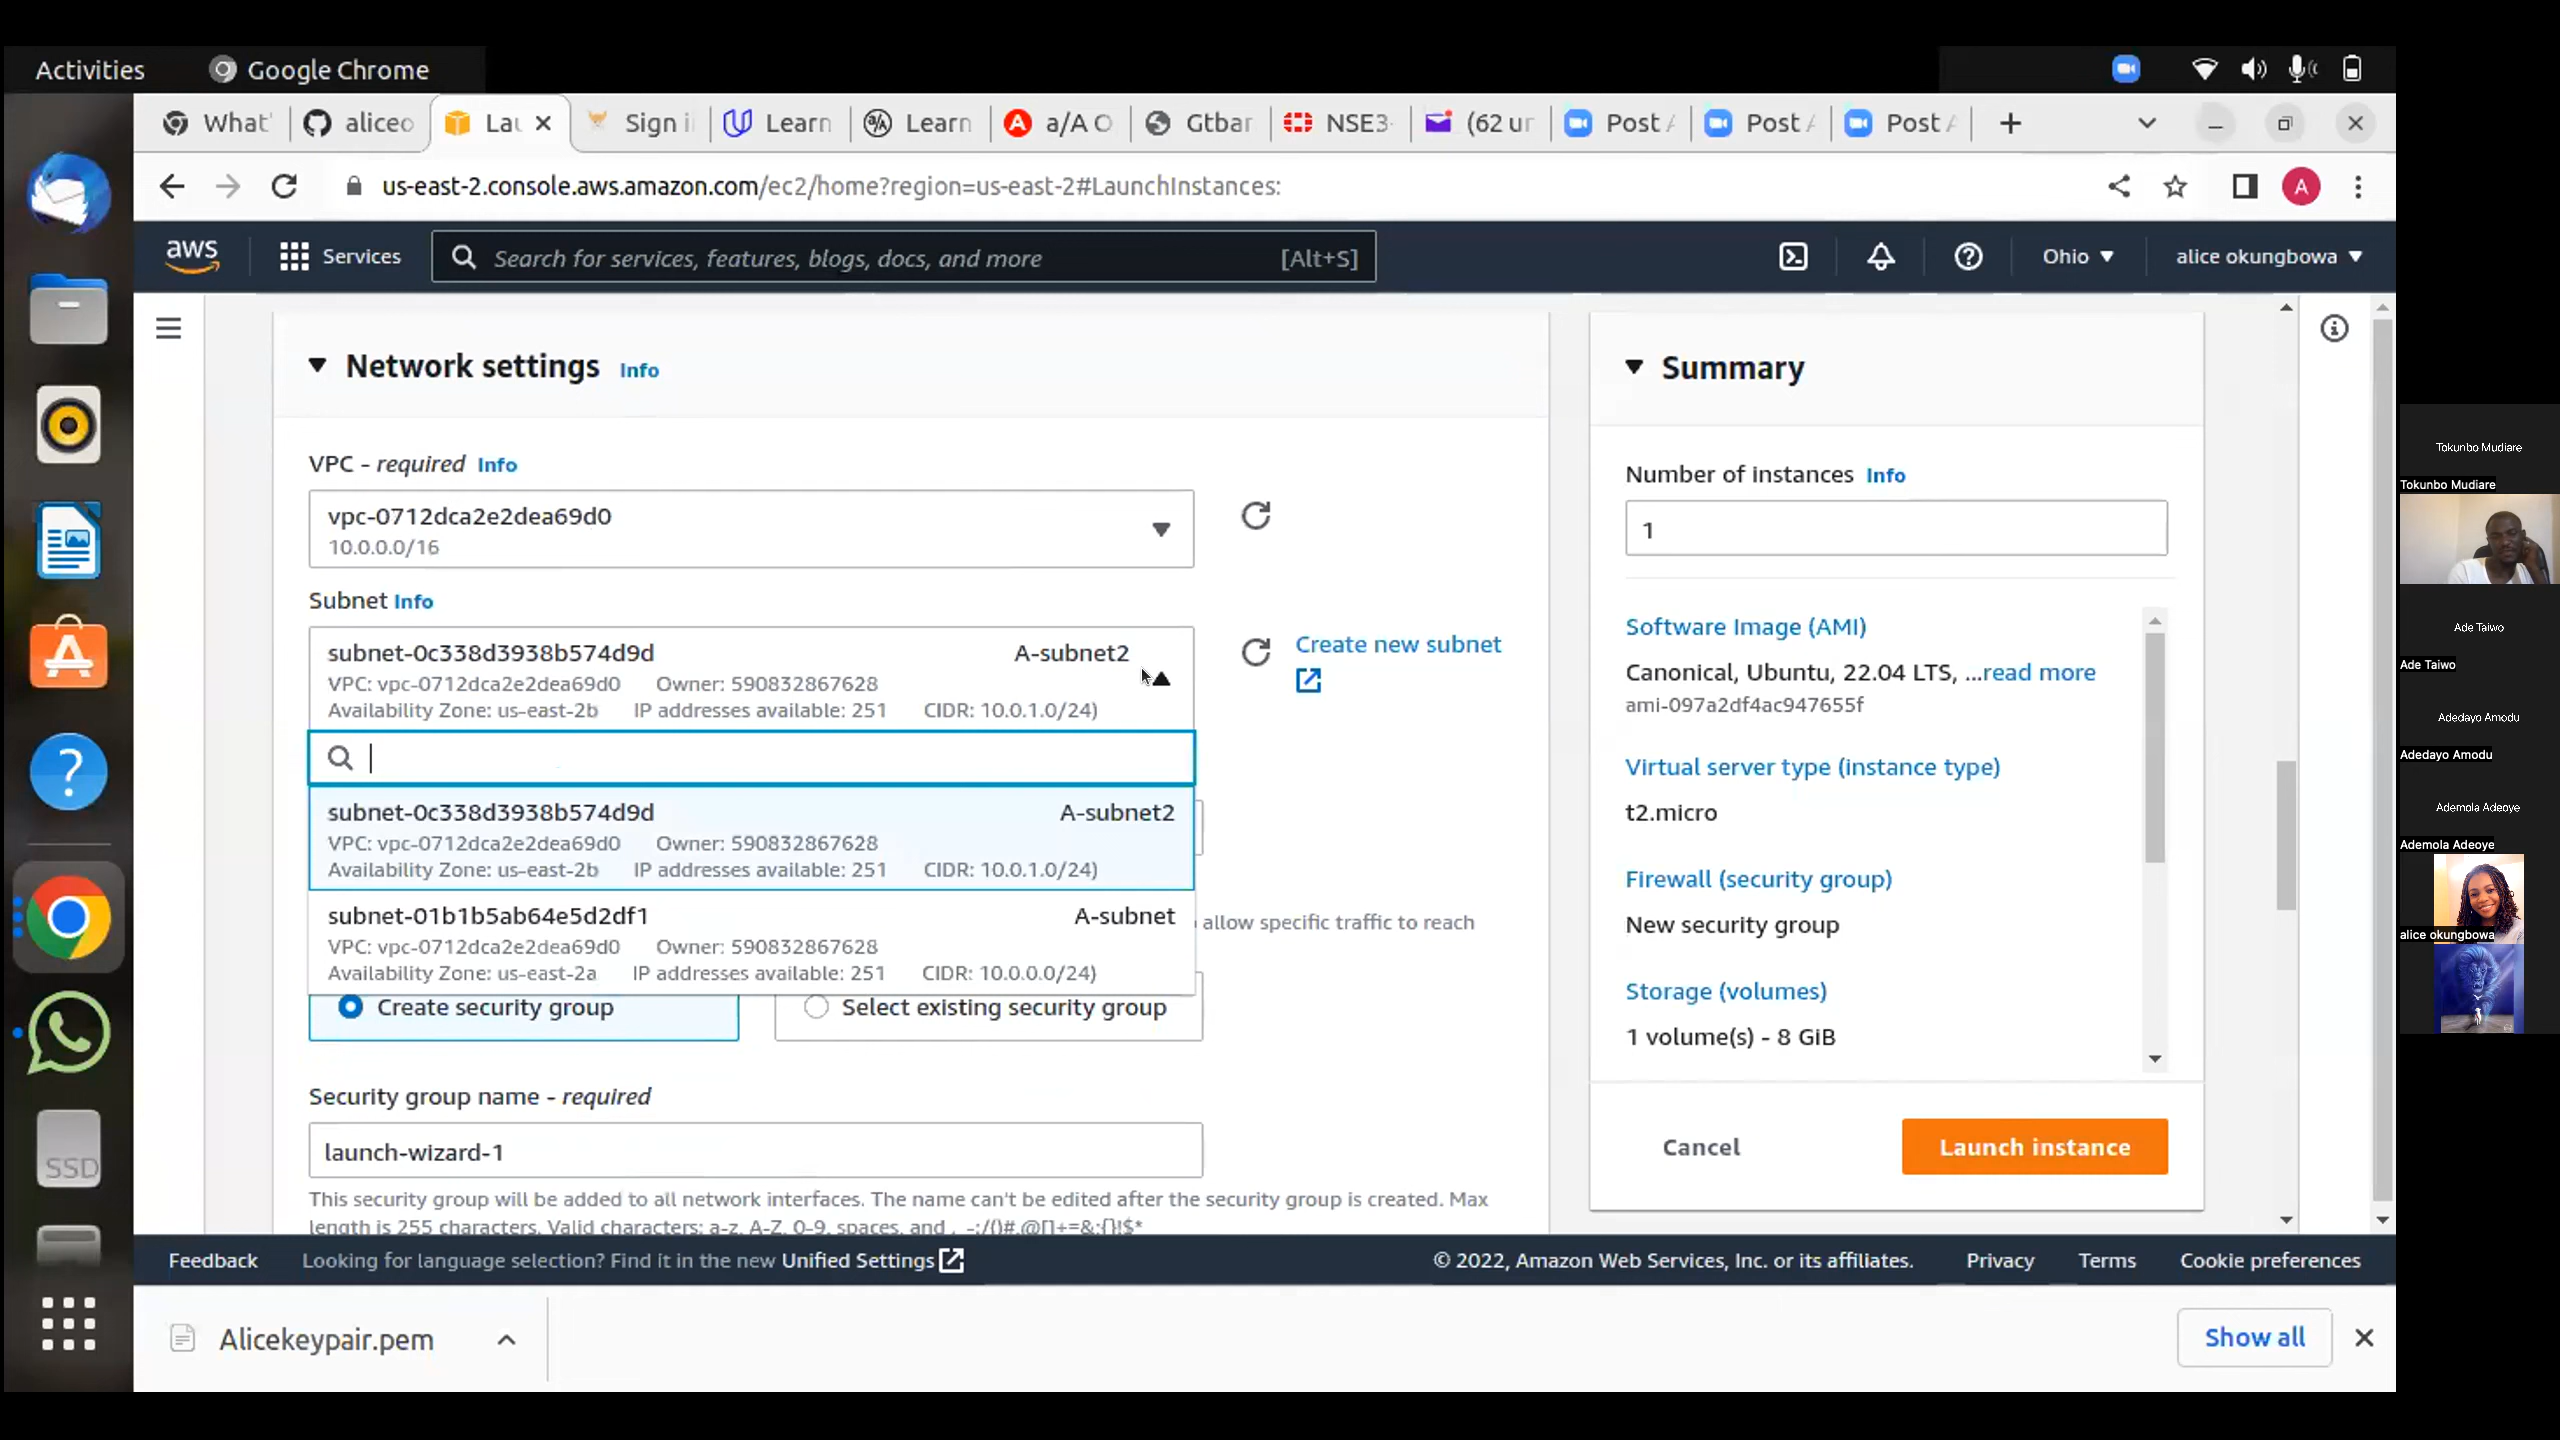 Activities
Google Chrome
What'
aliceo
Lau
Sign i
Learn
Learn
a/A O
Gtbar
NSE3-
(62 un
Post A
Post A
Post A
us-east-2.console.aws.amazon.com/ec2/home?region=us-east-2#LaunchInstances:
A
aws
Services
Search for services, features, blogs, docs, and more
[Alt+S]
Ohio
alice okungbowa
Network settings Info
VPC - required Info
vpc-0712dca2e2dea69d0
10.0.0.0/16
Subnet Info
subnet-0c338d3938b574d9d A-subnet2
VPC: vpc-0712dca2e2dea69d0 Owner: 590832867628
Availability Zone: us-east-2b IP addresses available: 251 CIDR: 10.0.1.0/24)
Create new subnet
subnet-0c338d3938b574d9d A-subnet2
VPC: vpc-0712dca2e2dea69d0 Owner: 590832867628
Availability Zone: us-east-2b IP addresses available: 251 CIDR: 10.0.1.0/24)
subnet-01b1b5ab64e5d2df1 A-subnet
VPC: vpc-0712dca2e2dea69d0 Owner: 590832867628
Availability Zone: us-east-2a IP addresses available: 251 CIDR: 10.0.0.0/24)
allow specific traffic to reach
Create security group
Select existing security group
Security group name - required
launch-wizard-1
This security group will be added to all network interfaces. The name can't be edited after the security group is created. Max
length is 255 characters. Valid characters: a-z, A-Z, 0-9, spaces, and ._-:/()#,@[]+=&;{}!$*
Summary
Number of instances Info
1
Software Image (AMI)
Canonical, Ubuntu, 22.04 LTS, ...read more
ami-097a2df4ac947655f
Virtual server type (instance type)
t2.micro
Firewall (security group)
New security group
Storage (volumes)
1 volume(s) - 8 GiB
Cancel
Launch instance
Feedback
Looking for language selection? Find it in the new Unified Settings
© 2022, Amazon Web Services, Inc. or its affiliates.
Privacy
Terms
Cookie preferences
Alicekeypair.pem
Show all
SSD
Tokunbo Mudiare
Tokunbo Mudiare
Ade Taiwo
Ade Taiwo
Adedayo Amodu
Adedayo Amodu
Ademola Adeoye
Ademola Adeoye
alice okungbowa